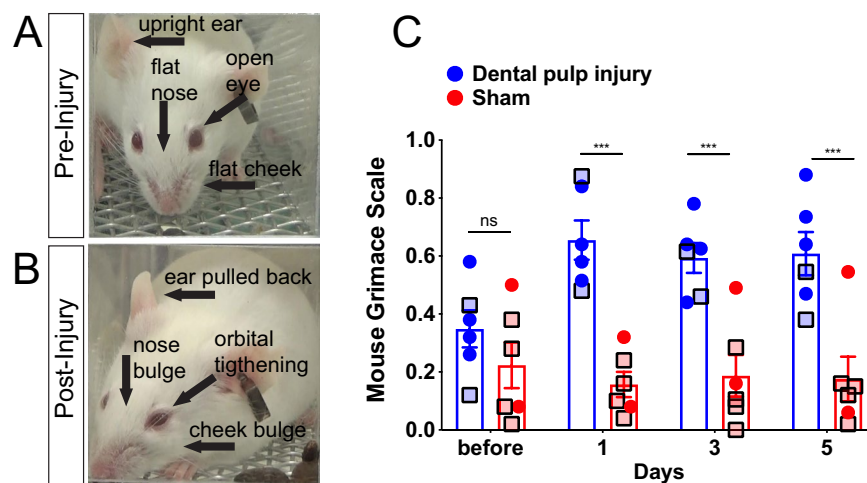 A
Pre-Injury
upright ear
flat
nose
open
eye
flat cheek
B
Post-Injury
ear pulled back
nose
bulge
orbital
tigthening
cheek bulge
C
Dental pulp injury
Sham
Mouse Grimace Scale
1.0
0.8
0.6
0.4
0.2
0.0
ns
***
***
***
before 1 3 5
Days